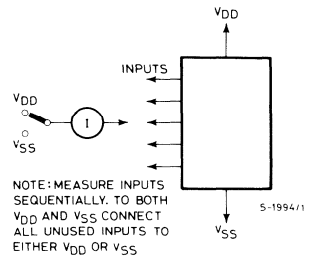 VDD
INPUTS
VDD
I
VSS
NOTE: MEASURE INPUTS
SEQUENTIALLY. TO BOTH
VDD AND VSS CONNECT
ALL UNUSED INPUTS TO
EITHER VDD OR VSS
S-1994/1
VSS